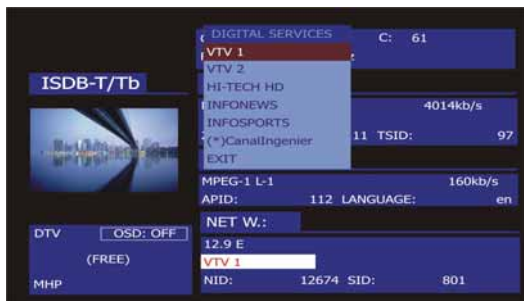 DIGITAL SERVICES
C: 61
VTV 1
VTV 2
HI-TECH HD
INFONEWS
INFOSPORTS
(*)CanalIngenier
EXIT
ISDB-T/Tb
4014kb/s
11 TSID: 97
MPEG-1 L-1 160kb/s
APID: 112 LANGUAGE: en
NET W.:
12.9 E
VTV 1
NID: 12674 SID: 801
DTV OSD: OFF
(FREE)
MHP